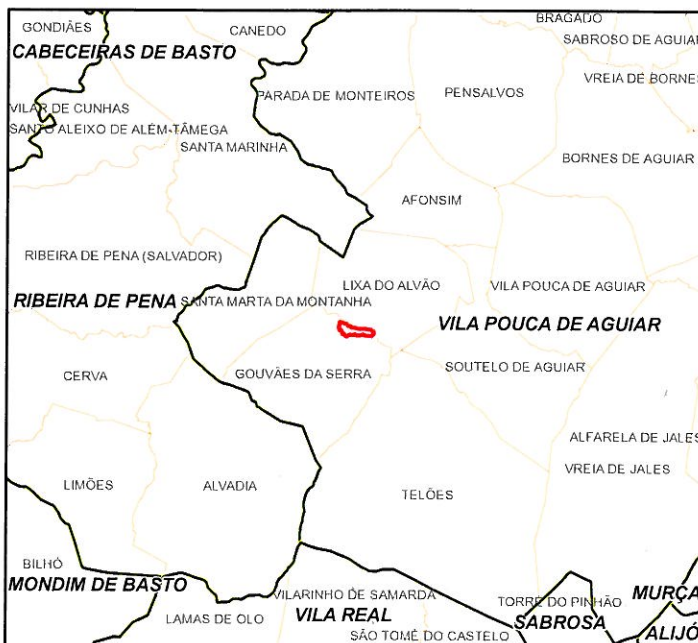 BRAGADO
GONDIÃES
CANEDO
SABROSO DE AGUIAR
CABECEIRAS DE BASTO
VREIA DE BORNE
PARADA DE MONTEIROS
PENSALVOS
VILAR DE CUNHAS
SANTO ALEIXO DE ALÉM-TÂMEGA
SANTA MARINHA
BORNES DE AGUIAR
AFONSIM
RIBEIRA DE PENA (SALVADOR)
LIXA DO ALVÃO
VILA POUCA DE AGUIAR
RIBEIRA DE PENA
SANTA MARTA DA MONTANHA
VILA POUCA DE AGUIAR
CERVA
GOUVÃES DA SERRA
SOUTELO DE AGUIAR
ALFARELA DE JALES
VREIA DE JALES
LIMÕES
ALVADIA
TELÕES
BILHÓ
MONDIM DE BASTO
VILARINHO DE SAMARDÃ
TORRE DO PINHÃO
MURÇA
LAMAS DE OLO
VILA REAL
SABROSA
SÃO TOMÉ DO CASTELO
ALIJÓ